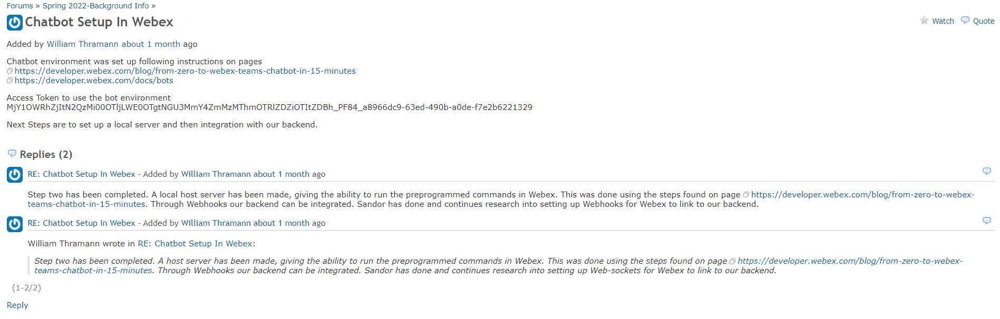 Forums » Spring 2022-Background Info »
Chatbot Setup In Webex
Watch Quote
Added by William Thramann about 1 month ago
Chatbot environment was set up following instructions on pages
https://developer.webex.com/blog/from-zero-to-webex-teams-chatbot-in-15-minutes
https://developer.webex.com/docs/bots
Access Token to use the bot environment
MjY1OWRhZjItN2QzMi00OTljLWE0OTgtNGU3MmY4ZmMzMThmOTRlZDZiOTItZDBh_PF84_a8966dc9-63ed-490b-a0de-f7e2b6221329
Next Steps are to set up a local server and then integration with our backend.
Replies (2)
RE: Chatbot Setup In Webex - Added by William Thramann about 1 month ago
Step two has been completed. A local host server has been made, giving the ability to run the preprogrammed commands in Webex. This was done using the steps found on page https://developer.webex.com/blog/from-zero-to-webex-
teams-chatbot-in-15-minutes. Through Webhooks our backend can be integrated. Sandor has done and continues research into setting up Webhooks for Webex to link to our backend.
RE: Chatbot Setup In Webex - Added by William Thramann about 1 month ago
William Thramann wrote in RE: Chatbot Setup In Webex:
Step two has been completed. A host server has been made, giving the ability to run the preprogrammed commands in Webex. This was done using the steps found on page https://developer.webex.com/blog/from-zero-to-webex-
teams-chatbot-in-15-minutes. Through Webhooks our backend can be integrated. Sandor has done and continues research into setting up Web-sockets for Webex to link to our backend.
(1-2/2)
Reply